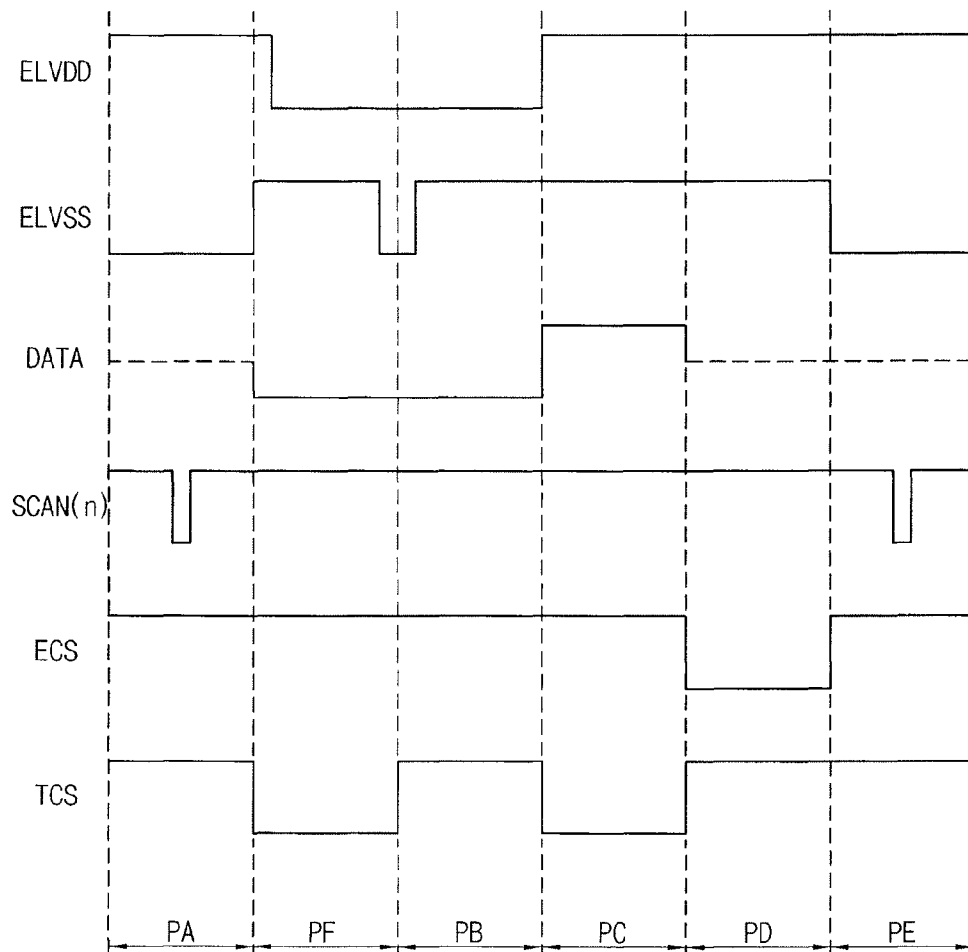 ELVDD
ELVSS
DATA
SCAN(n)
ECS
TCS
PA PF PB PC PD PE